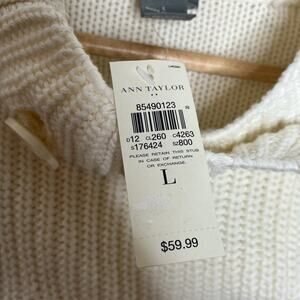 ANN TAYLOR
85490123
D12 CL260 C4263
S176424 SZ800
PLEASE RETAIN THIS STUB
IN CASE OF RETURN
OR EXCHANGE.
L
$59.99